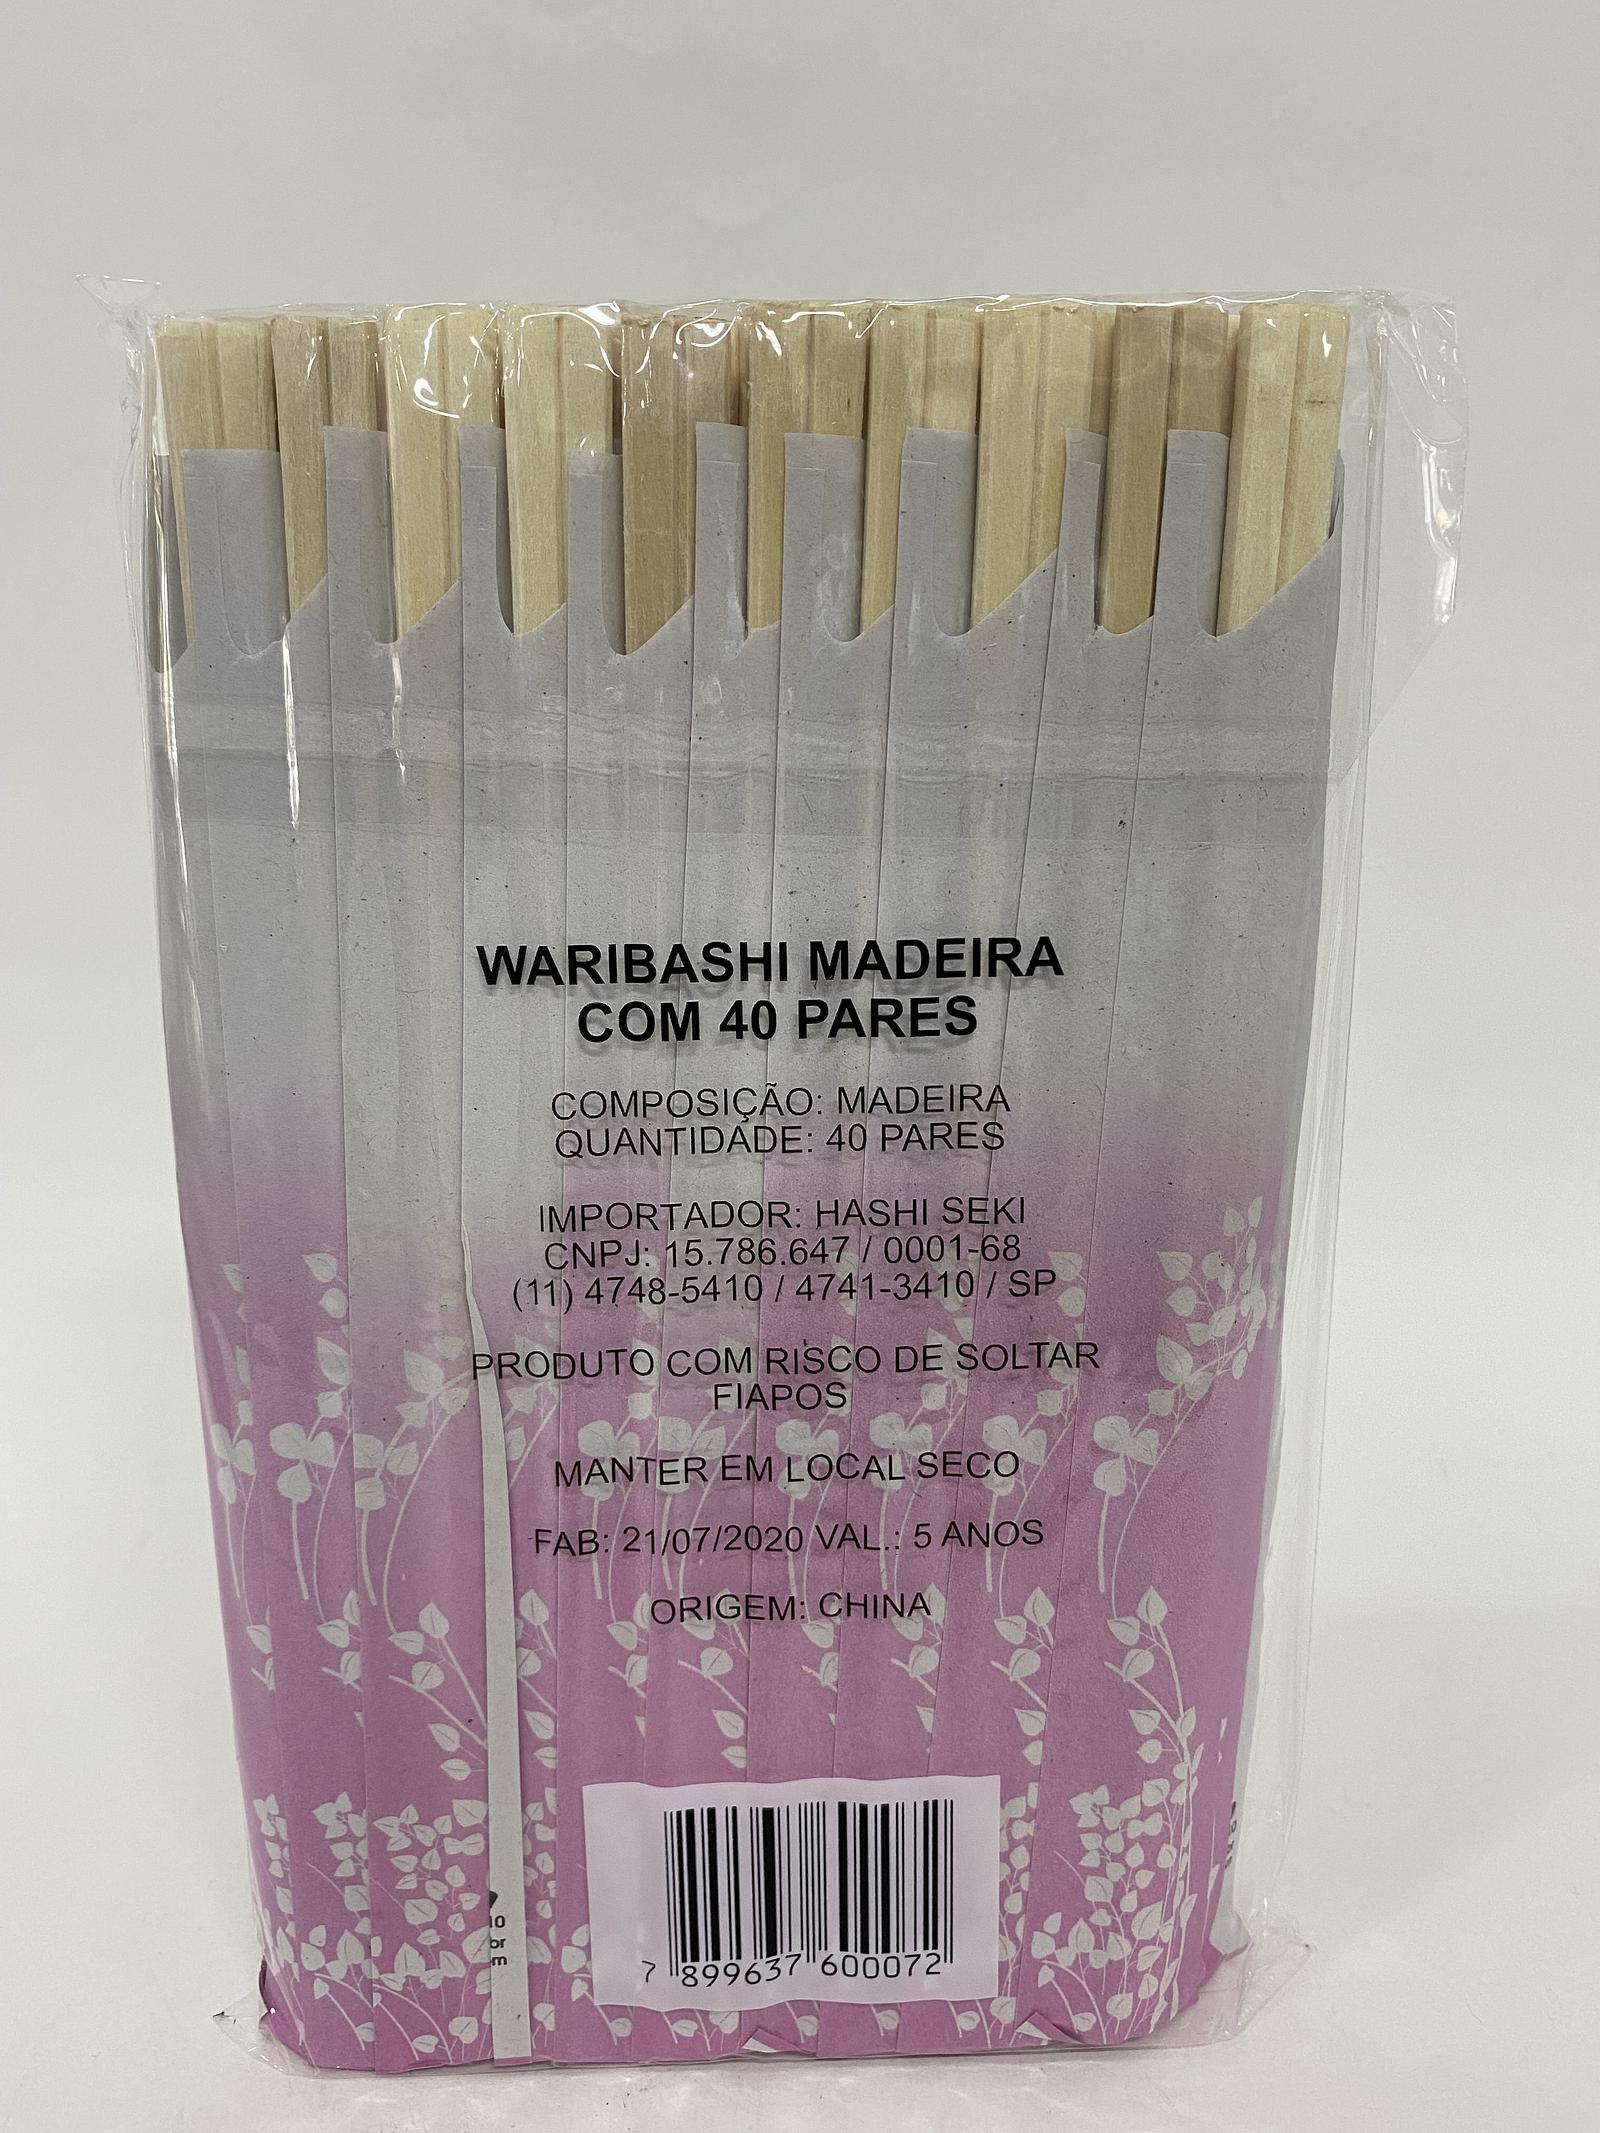 WARIBASHI MADEIRA
COM 40 PARES
COMPOSIÇÃO: MADEIRA
QUANTIDADE: 40 PARES
IMPORTADOR: HASHI SEKI
CNPJ: 15.786.647 / 0001-68
(11) 4748-5410 / 4741-3410 / SP
PRODUTO COM RISCO DE SOLTAR
FIAPOS
MANTER EM LOCAL SECO
FAB: 21/07/2020 VAL.: 5 ANOS
ORIGEM: CHINA
7 899637 600072